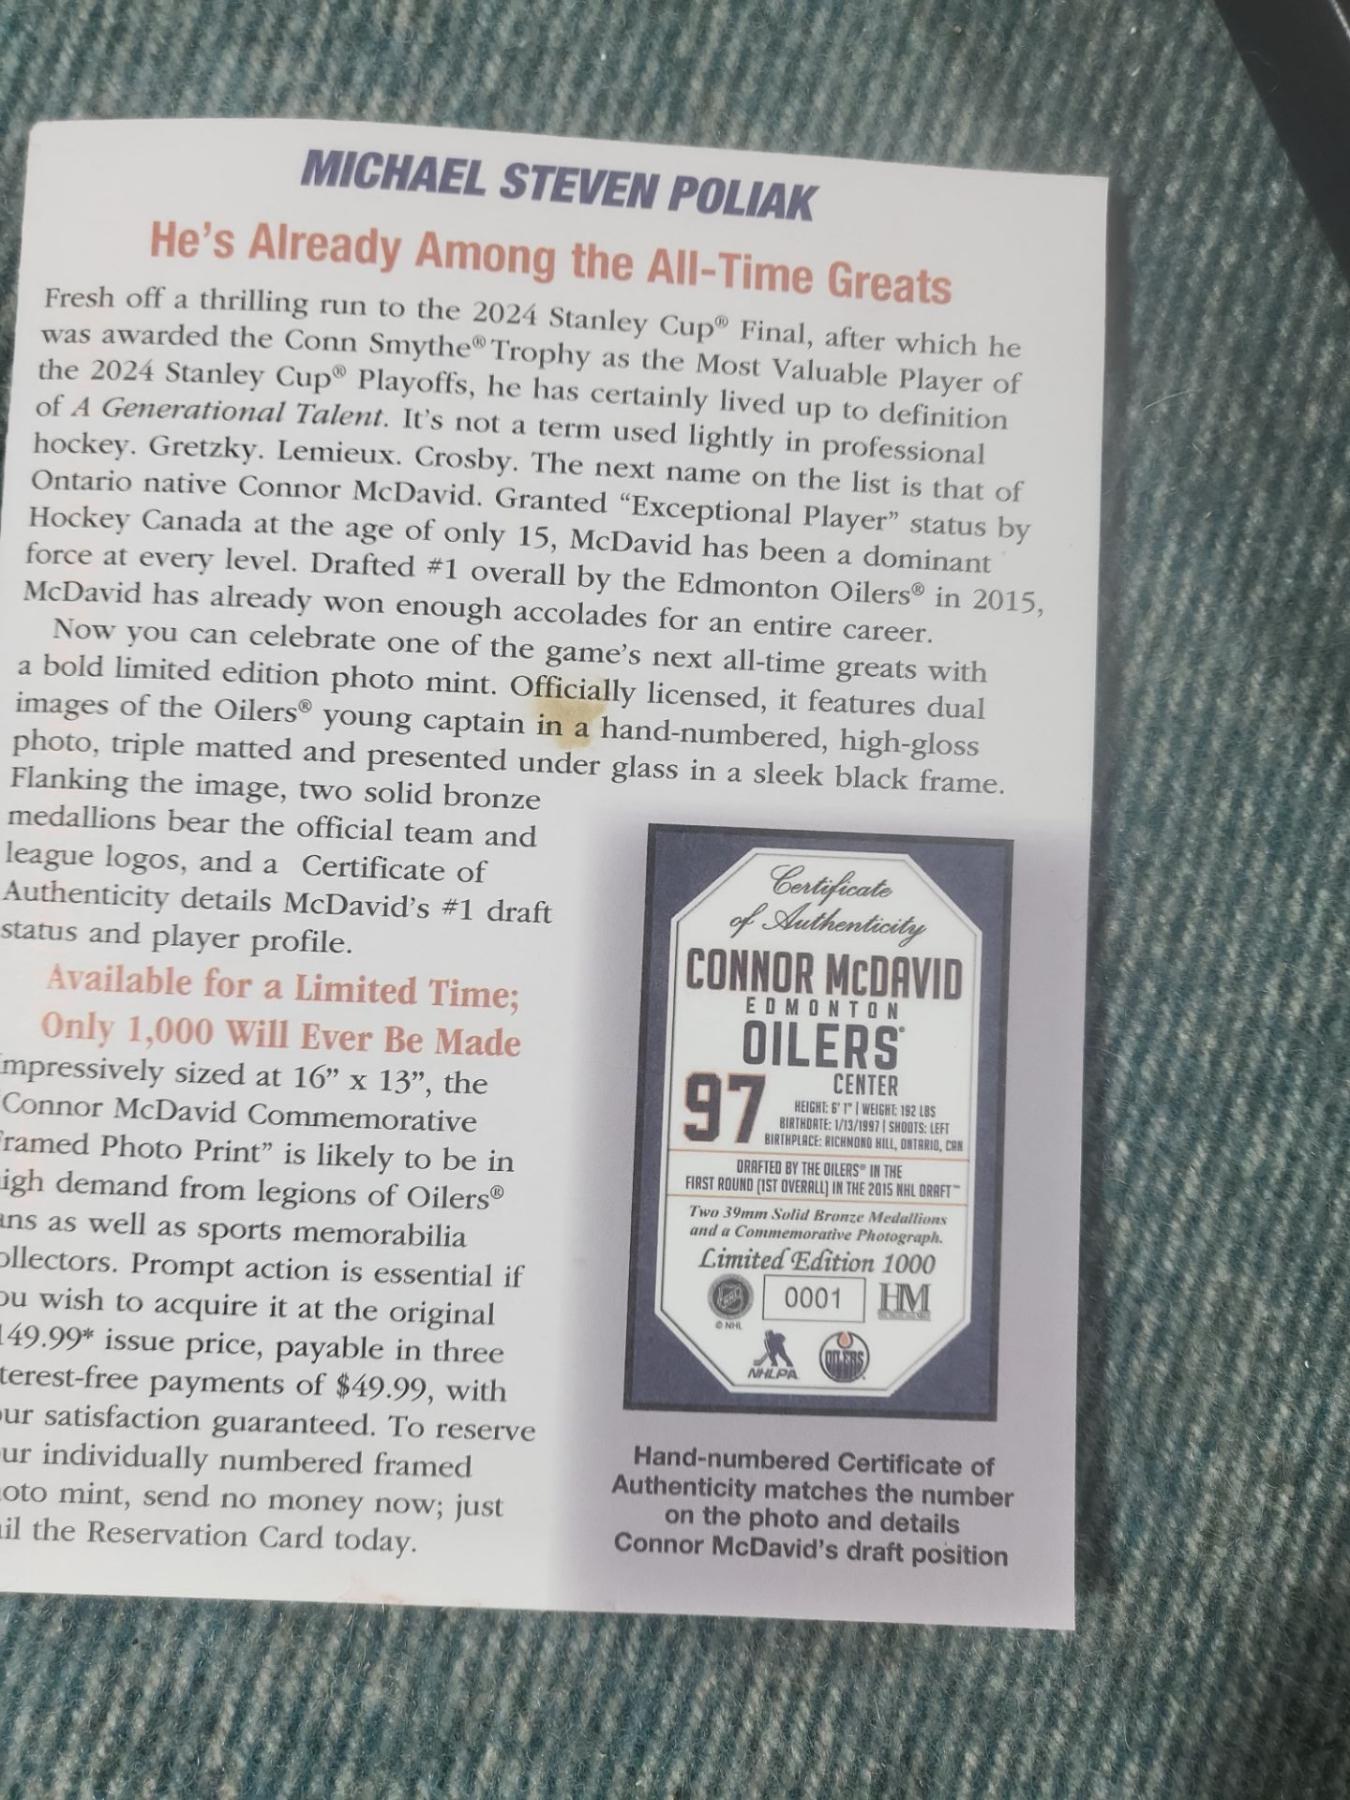 MICHAEL STEVEN POLIAK
He's Already Among the All-Time Greats
Fresh off a thrilling run to the 2024 Stanley Cup® Final, after which he
was awarded the Conn Smythe® Trophy as the Most Valuable Player of
the 2024 Stanley Cup® Playoffs, he has certainly lived up to definition
of A Generational Talent. It's not a term used lightly in professional
hockey. Gretzky. Lemieux. Crosby. The next name on the list is that of
Ontario native Connor McDavid. Granted “Exceptional Player” status by
Hockey Canada at the age of only 15, McDavid has been a dominant
force at every level. Drafted #1 overall by the Edmonton Oilers® in 2015,
McDavid has already won enough accolades for an entire career.
Now you can celebrate one of the game's next all-time greats with
a bold limited edition photo mint. Officially licensed, it features dual
images of the Oilers® young captain in a hand-numbered, high-gloss
photo, triple matted and presented under glass in a sleek black frame.
Flanking the image, two solid bronze
medallions bear the official team and
league logos, and a Certificate of
Authenticity details McDavid's #1 draft
status and player profile.
Available for a Limited Time;
Only 1,000 Will Ever Be Made
mpressively sized at 16” x 13”, the
“Connor McDavid Commemorative
ramed Photo Print” is likely to be in
igh demand from legions of Oilers®
ans as well as sports memorabilia
ollectors. Prompt action is essential if
ou wish to acquire it at the original
149.99* issue price, payable in three
terest-free payments of $49.99, with
our satisfaction guaranteed. To reserve
ur individually numbered framed
oto mint, send no money now; just
il the Reservation Card today.
Certificate
of Authenticity
CONNOR McDAVID
EDMONTON
OILERS®
97
CENTER
HEIGHT: 6' 1" | WEIGHT: 192 LBS
BIRTHDATE: 1/13/1997 | SHOOTS: LEFT
BIRTHPLACE: RICHMOND HILL, ONTARIO, CAN
DRAFTED BY THE OILERS® IN THE
FIRST ROUND (1ST OVERALL) IN THE 2015 NHL DRAFT™
Two 39mm Solid Bronze Medallions
and a Commemorative Photograph.
Limited Edition 1000
NHL
0001
HM
© NHL
NHLPA
OILERS
Hand-numbered Certificate of
Authenticity matches the number
on the photo and details
Connor McDavid's draft position